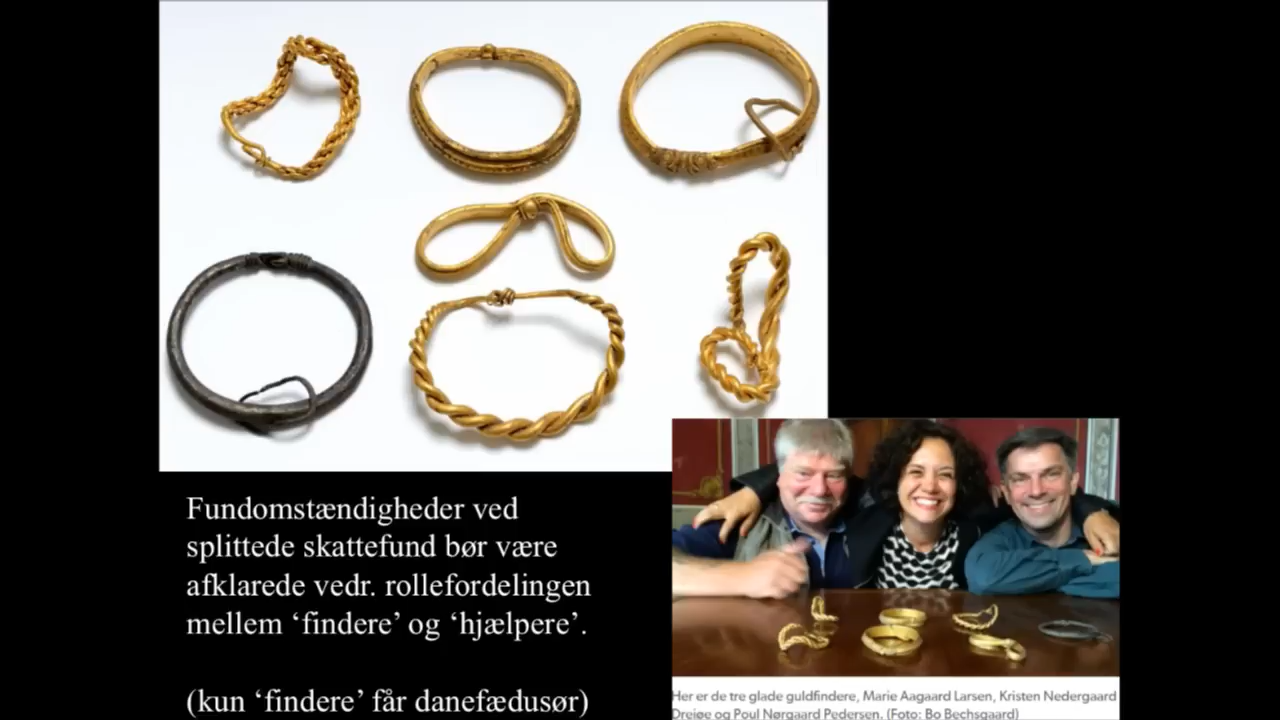 Fundomstændigheder ved
splittede skattefund bør være
afklarede vedr. rollefordelingen
mellem ‘findere’ og ‘hjælpere’.
(kun ‘findere’ får danefædusør)
Her er de tre glade guldfindere, Marie Aagaard Larsen, Kristen Nedergaard
Dreiøe og Poul Nørgaard Pedersen. (Foto: Bo Bechsgaard)